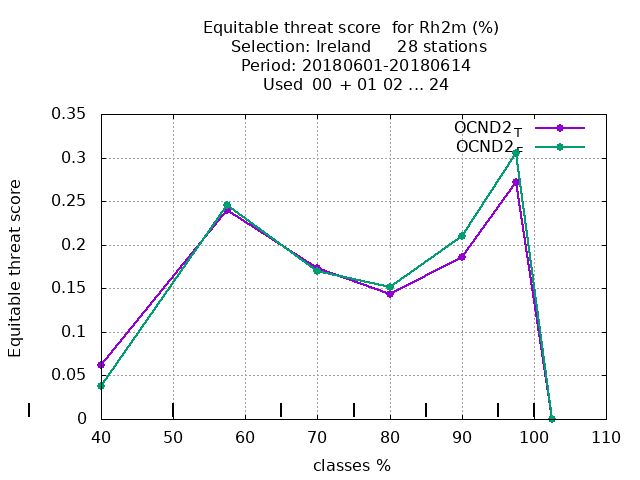 Equitable threat score for Rh2m (%)
Selection: Ireland 28 stations
Period: 20180601-20180614
Used 00 + 01 02 ... 24
OCND2_T
OCND2_F
Equitable threat score
0.35
0.3
0.25
0.2
0.15
0.1
0.05
0
40 50 60 70 80 90 100 110
classes %